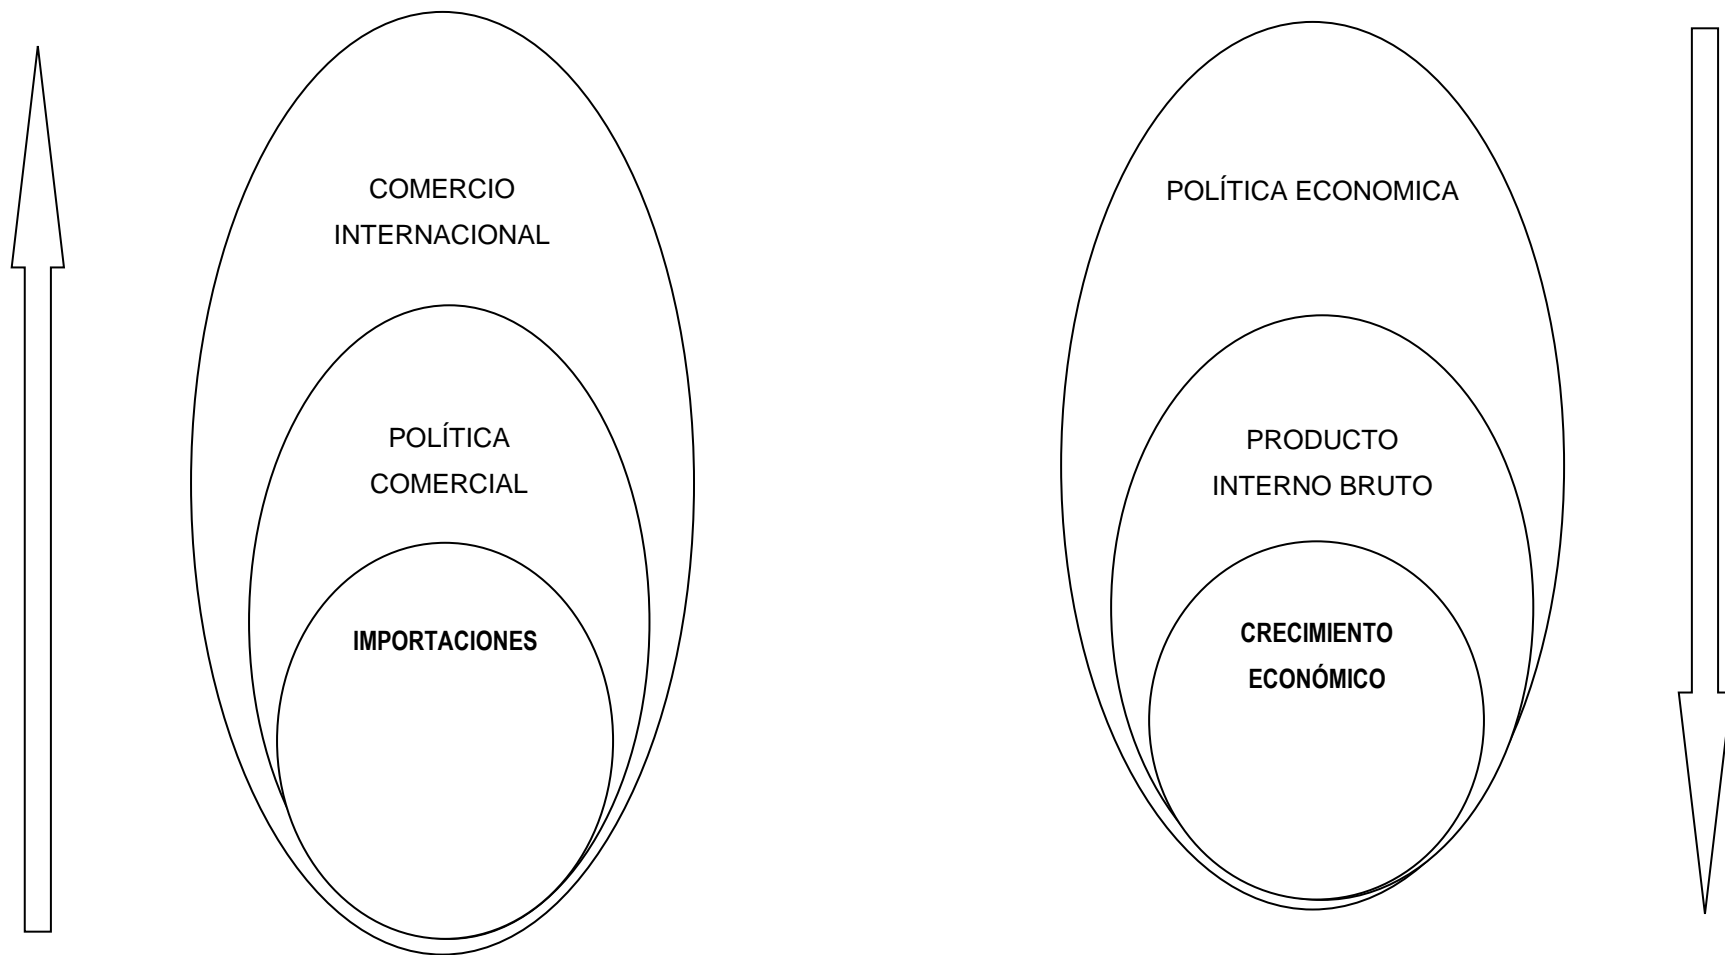 COMERCIO
INTERNACIONAL
POLÍTICA
COMERCIAL
IMPORTACIONES
POLÍTICA ECONOMICA
PRODUCTO
INTERNO BRUTO
CRECIMIENTO
ECONÓMICO